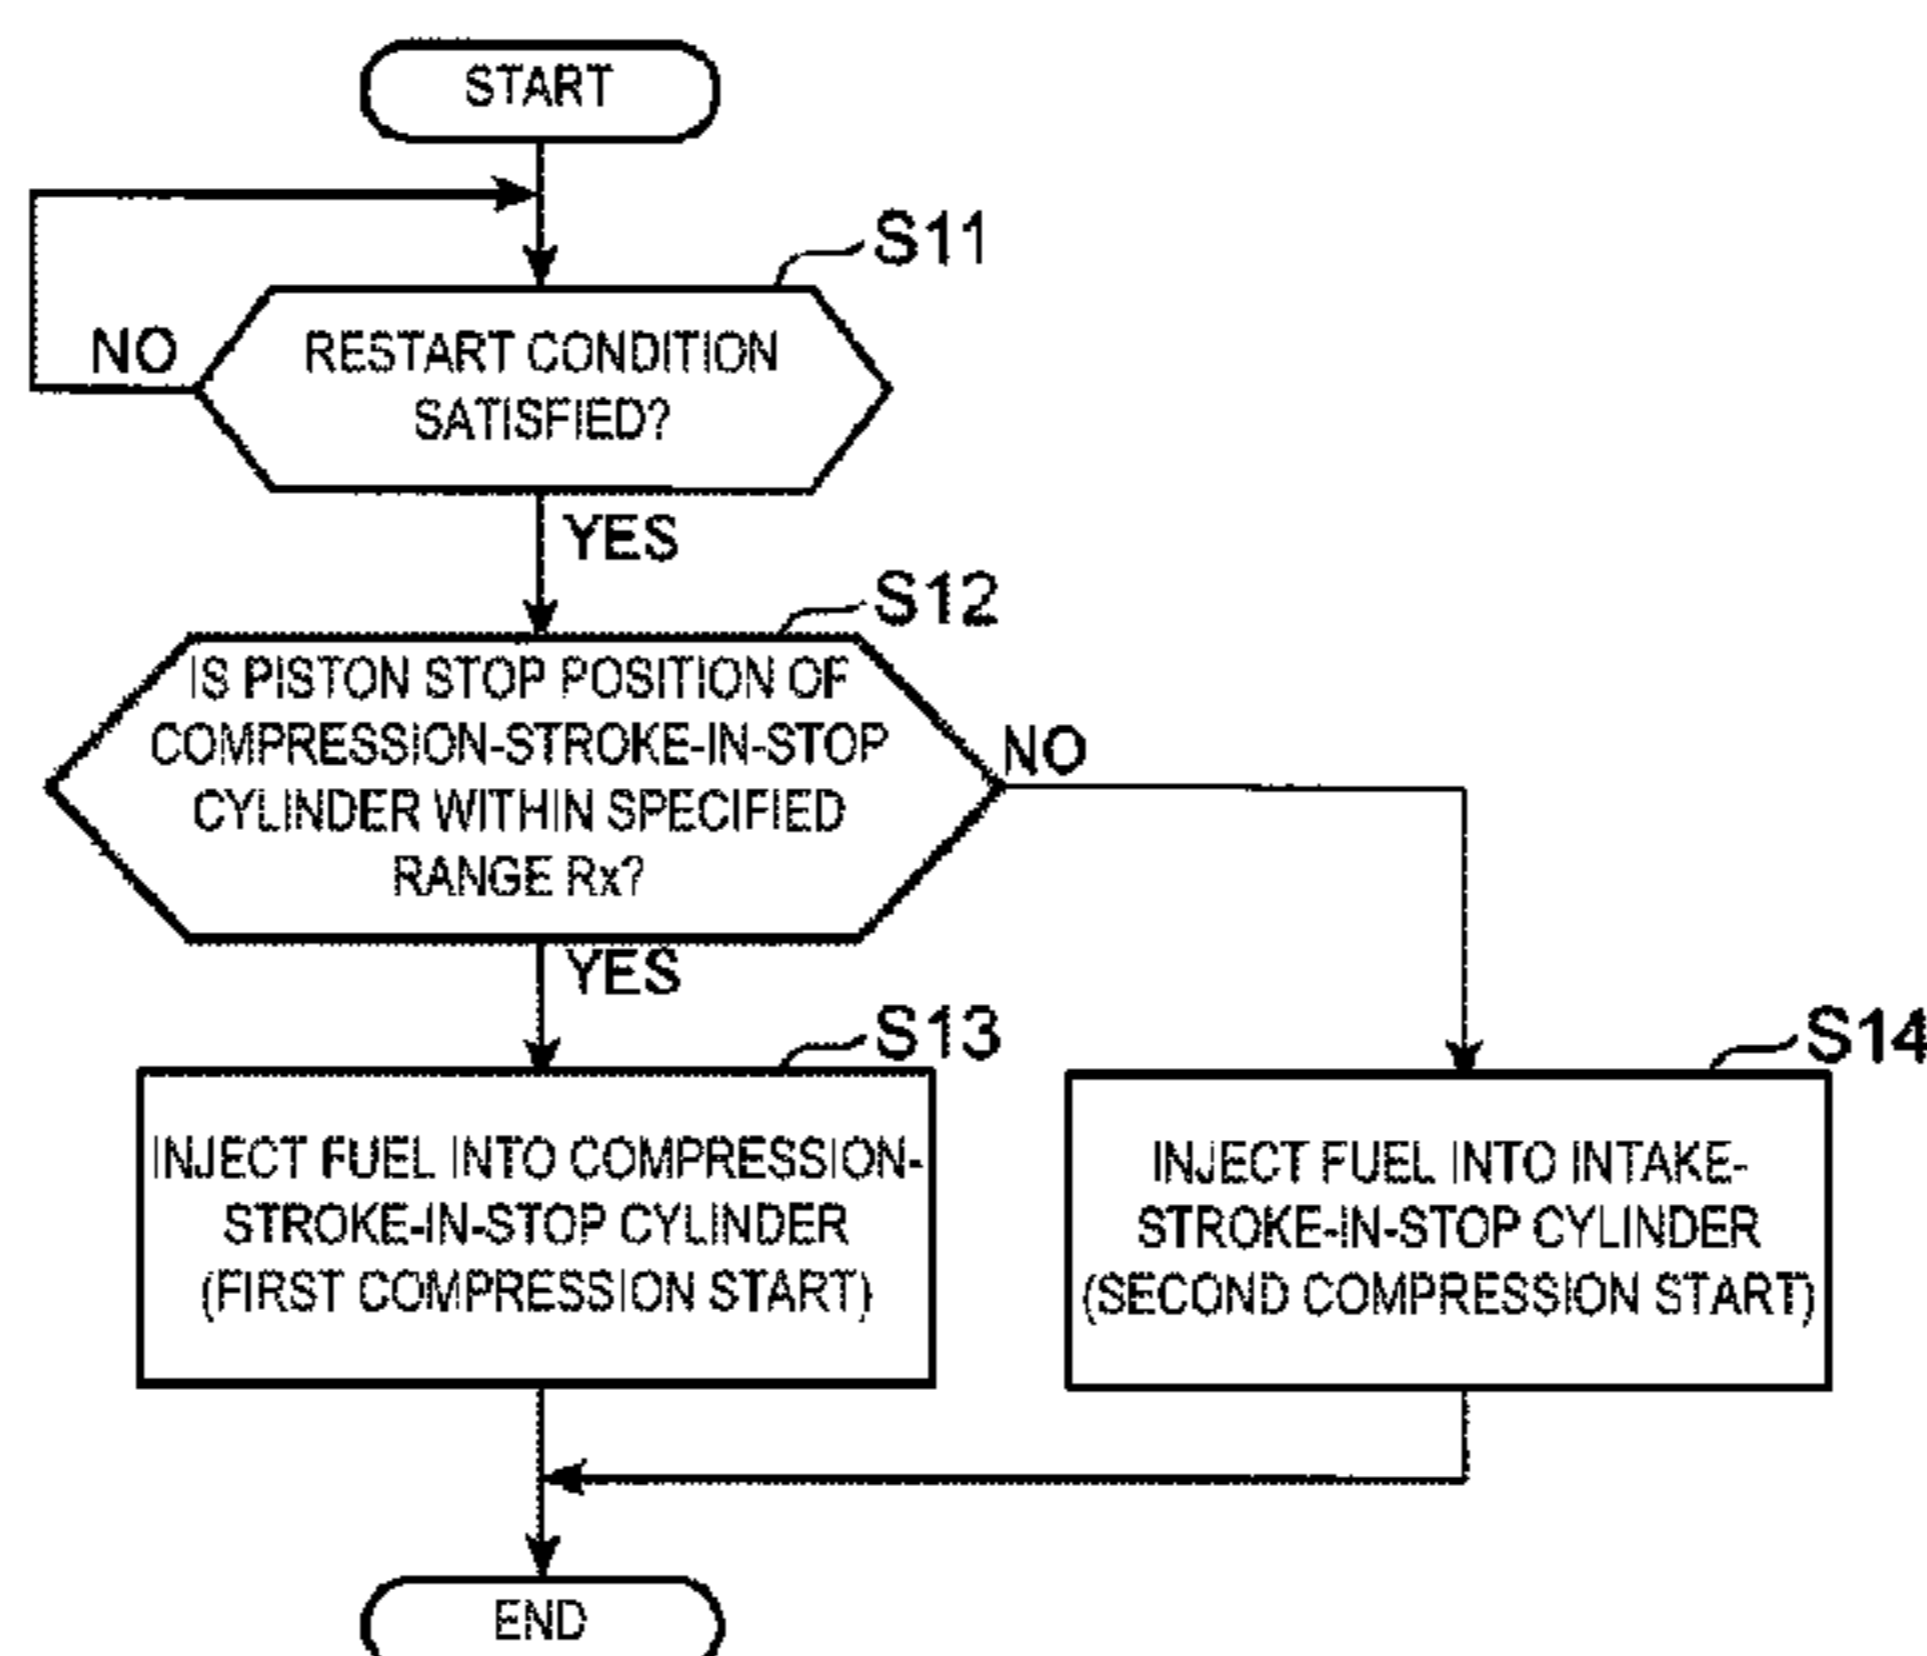 START
S11
NO
RESTART CONDITION
SATISFIED?
YES
S12
IS PISTON STOP POSITION OF
COMPRESSION-STROKE-IN-STOP
CYLINDER WITHIN SPECIFIED
RANGE Rx?
NO
YES
S13
INJECT FUEL INTO COMPRESSION-
STROKE-IN-STOP CYLINDER
(FIRST COMPRESSION START)
S14
INJECT FUEL INTO INTAKE-
STROKE-IN-STOP CYLINDER
(SECOND COMPRESSION START)
END